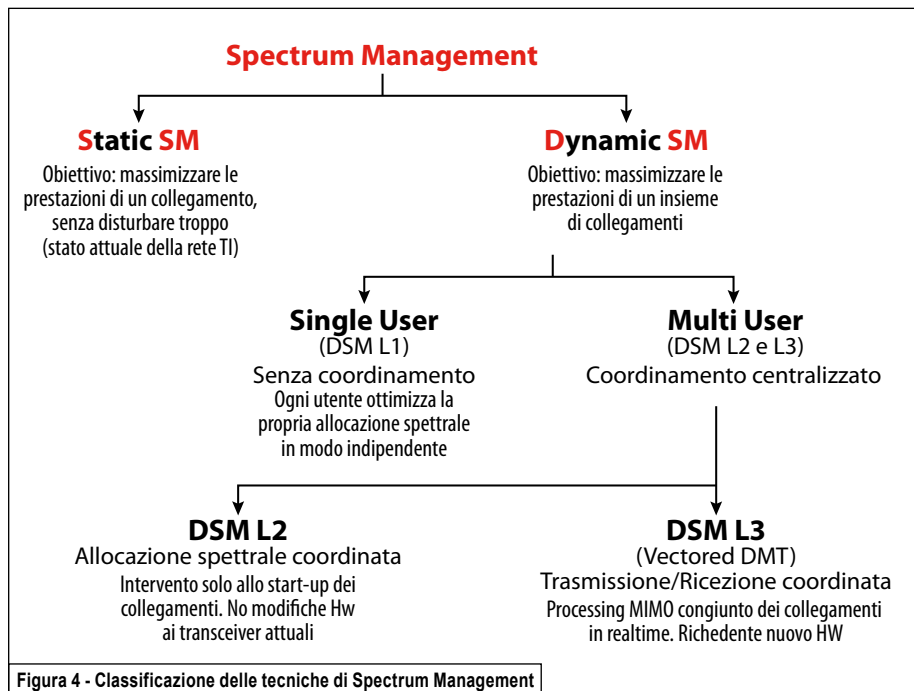 Spectrum Management
Static SM
Obiettivo: massimizzare le
prestazioni di un collegamento,
senza disturbare troppo
(stato attuale della rete TI)
Dynamic SM
Obiettivo: massimizzare le
prestazioni di un insieme
di collegamenti
Single User
(DSM L1)
Senza coordinamento
Ogni utente ottimizza la
propria allocazione spettrale
in modo indipendente
Multi User
(DSM L2 e L3)
Coordinamento centralizzato
DSM L2
Allocazione spettrale coordinata
Intervento solo allo start-up dei
collegamenti. No modifiche Hw
ai transceiver attuali
DSM L3
(Vectored DMT)
Trasmissione/Ricezione coordinata
Processing MIMO congiunto dei collegamenti
in realtime. Richedente nuovo HW
Figura 4 - Classificazione delle tecniche di Spectrum Management